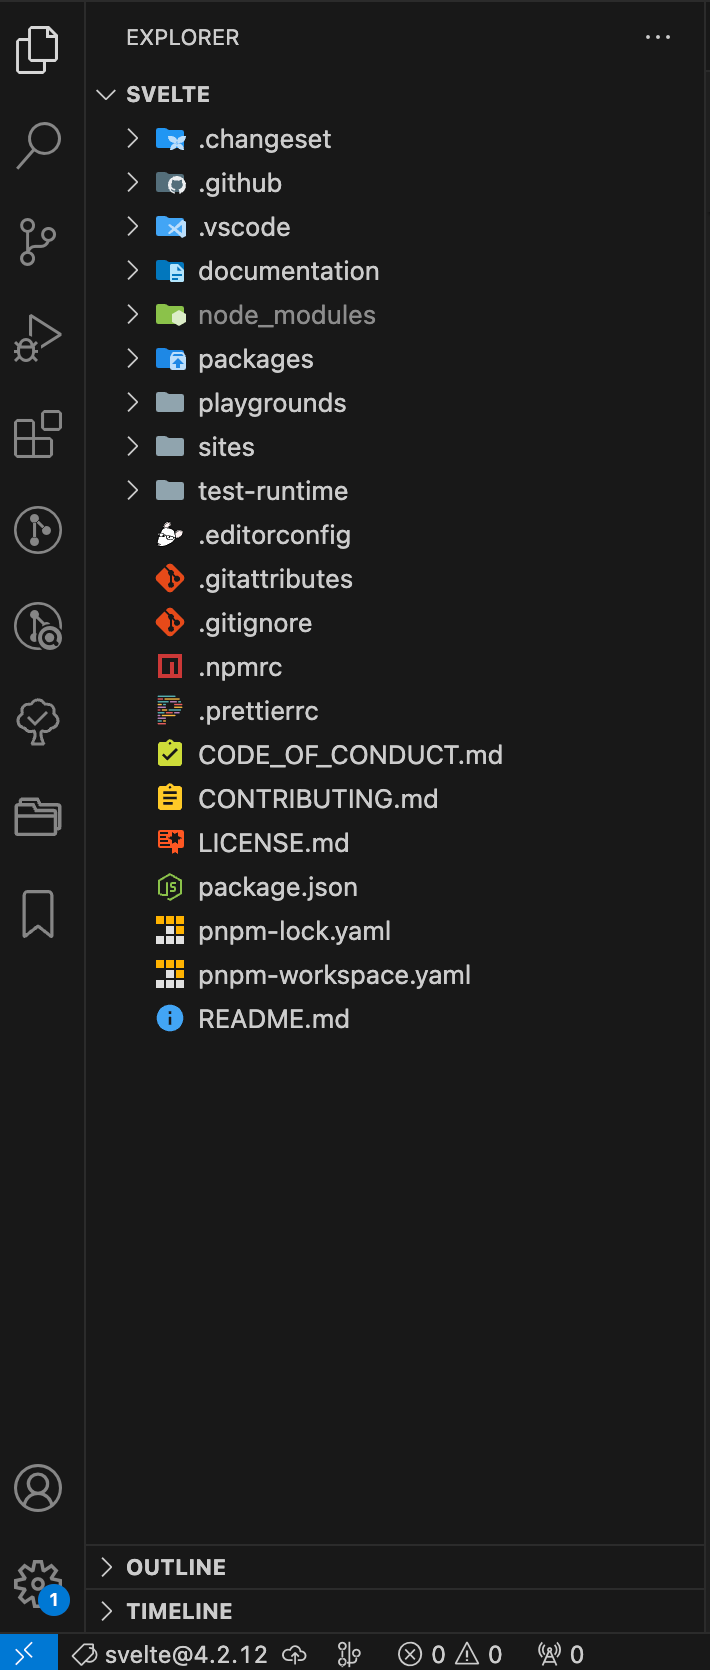 EXPLORER
SVELTE
.changeset
.github
.vscode
documentation
node_modules
packages
playgrounds
sites
test-runtime
.editorconfig
.gitattributes
.gitignore
.npmrc
.prettierrc
CODE_OF_CONDUCT.md
CONTRIBUTING.md
LICENSE.md
package.json
pnpm-lock.yaml
pnpm-workspace.yaml
README.md
OUTLINE
1
TIMELINE
svelte@4.2.12 0 0 0